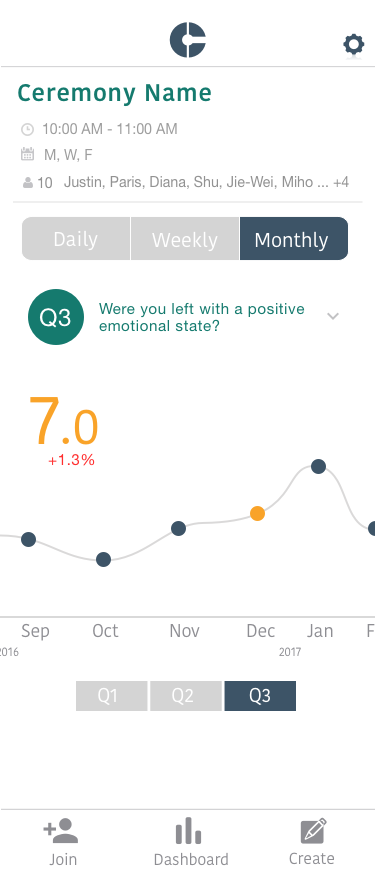 Ceremony Name
10:00 AM - 11:00 AM
M, W, F
10 Justin, Paris, Diana, Shu, Jie-Wei, Miho ... +4
Daily Weekly Monthly
Q3
Were you left with a positive
emotional state?
7.0
+1.3%
Sep Oct Nov Dec Jan F
2016 2017
Q1 Q2 Q3
Join Dashboard Create